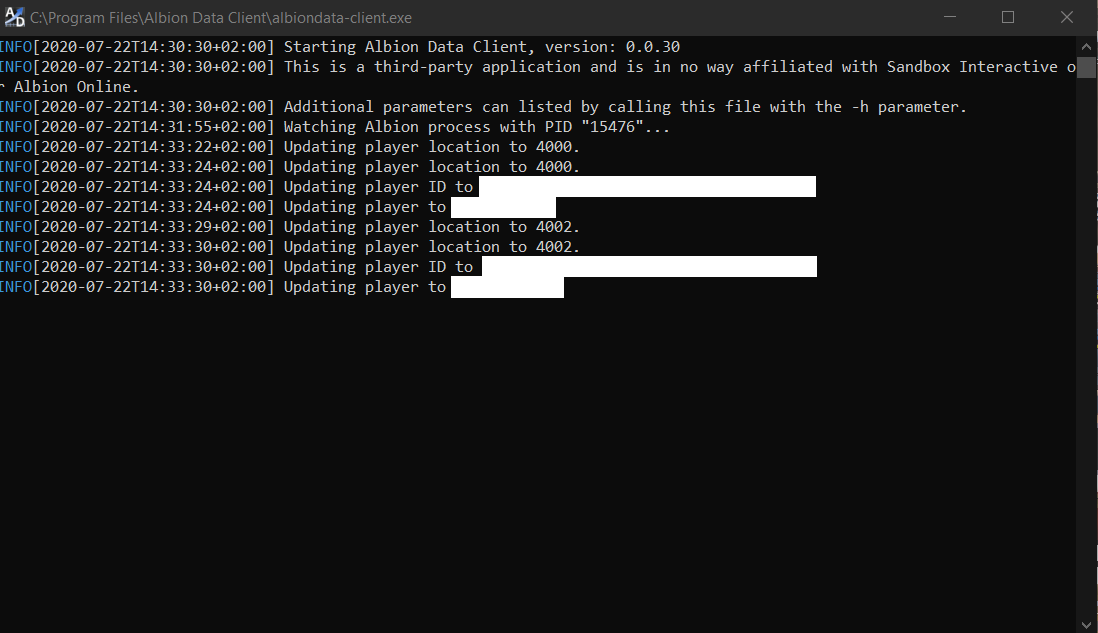 C:\Program Files\Albion Data Client\albiondata-client.exe
INFO[2020-07-22T14:30:30+02:00] Starting Albion Data Client, version: 0.0.30
INFO[2020-07-22T14:30:30+02:00] This is a third-party application and is in no way affiliated with Sandbox Interactive o
r Albion Online.
INFO[2020-07-22T14:30:30+02:00] Additional parameters can listed by calling this file with the -h parameter.
INFO[2020-07-22T14:31:55+02:00] Watching Albion process with PID "15476"...
INFO[2020-07-22T14:33:22+02:00] Updating player location to 4000.
INFO[2020-07-22T14:33:24+02:00] Updating player location to 4000.
INFO[2020-07-22T14:33:24+02:00] Updating player ID to
INFO[2020-07-22T14:33:24+02:00] Updating player to
INFO[2020-07-22T14:33:29+02:00] Updating player location to 4002.
INFO[2020-07-22T14:33:30+02:00] Updating player location to 4002.
INFO[2020-07-22T14:33:30+02:00] Updating player ID to
INFO[2020-07-22T14:33:30+02:00] Updating player to